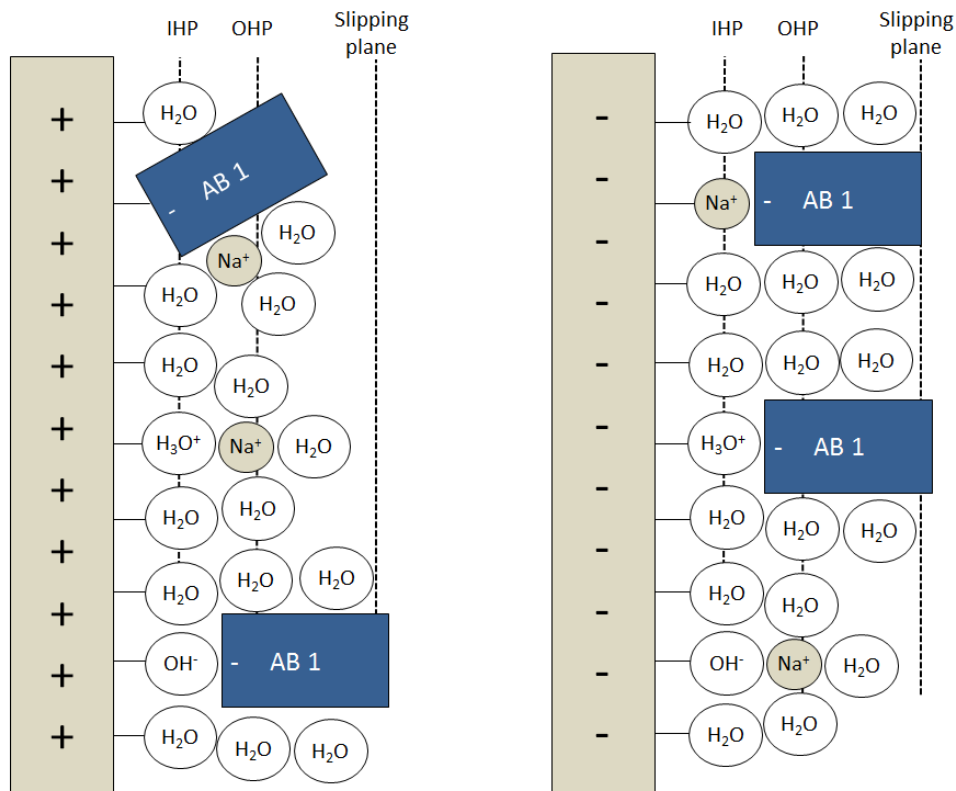 IHP OHP Slipping
plane
+ H₂O
+ - AB 1
+ Na⁺ H₂O
+ H₂O H₂O
+ H₂O H₂O
+ H₃O⁺ Na⁺ H₂O
+ H₂O H₂O
+ H₂O H₂O H₂O
+
+ OH⁻ - AB 1
+ H₂O H₂O H₂O
IHP OHP Slipping
plane
- H₂O H₂O H₂O
- Na⁺ - AB 1
-
- H₂O H₂O H₂O
- H₂O H₂O H₂O
- H₃O⁺ - AB 1
- H₂O H₂O H₂O
-
- H₂O H₂O
- OH⁻ Na⁺ H₂O
- H₂O H₂O